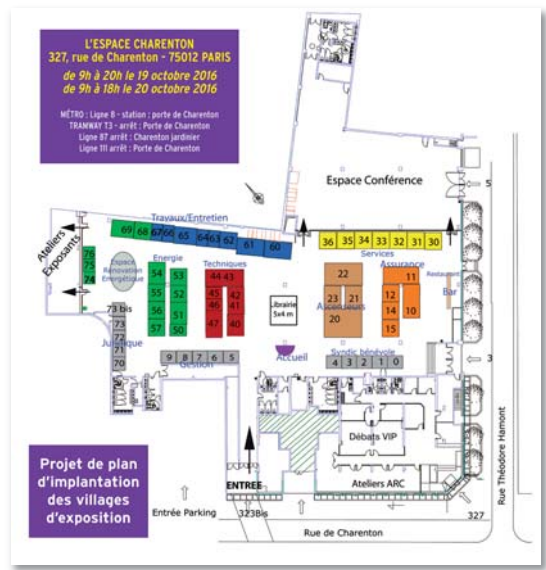 L'ESPACE CHARENTON
327, rue de Charenton - 75012 PARIS
de 9h à 20h le 19 octobre 2016
de 9h à 18h le 20 octobre 2016
MÉTRO : Ligne 8 - station : porte de Charenton
TRAMWAY T3 - arrêt : Porte de Charenton
Ligne 87 arrêt : Charenton jardinier
Ligne 111 arrêt : Porte de Charenton
Espace Conférence
5
Travaux/Entretien
69 68 67 66 65 64 63 62 61 60
36 35 34 33 32 31 30
Services
Ateliers
Exposants
76
75
74
Espace
Rénovation
Energétique
Energie
54 53
55 52
56 51
57 50
Techniques
44 43
45 42
46 41
47 40
Librairie
5x4 m
22
23 21
20
Ascenseurs
Assurance
11
12
14 10
15
Restaurant
Bar
73 bis
73
72
71
70
Juridique
9 8 7 6 5
Gestion
Accueil
Syndic bénévole
4 3 2 1 0
3
Débats VIP
Ateliers ARC
ENTREE
Entrée Parking
323Bis
327
Rue de Charenton
Rue Théodore Hamont
Projet de plan
d'implantation
des villages
d'exposition